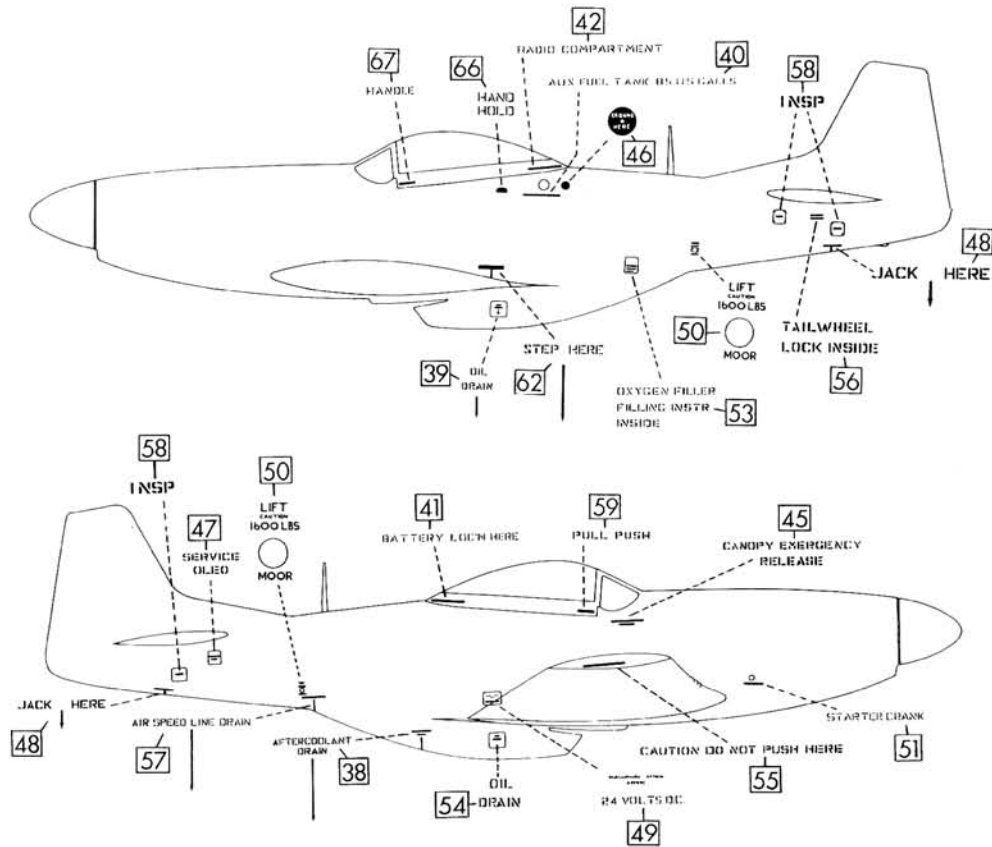 42
RADIO COMPARTMENT
40
AUX FUEL TANK 85 US GALLS
67
HANDLE
66
HAND
HOLD
GROUND
HERE
46
58
INSP
48
JACK HERE
LIFT
CAUTION
1600 LBS
50
MOOR
TAILWHEEL
LOCK INSIDE
56
39
OIL
DRAIN
STEP HERE
62
OXYGEN FILLER
FILLING INSTR
INSIDE
53
58
INSP
50
LIFT
CAUTION
1600 LBS
MOOR
47
SERVICE
OLEO
41
BATTERY LOC'N HERE
59
PULL PUSH
45
CANOPY EMERGENCY
RELEASE
JACK HERE
48
AIR SPEED LINE DRAIN
57
AFTERCOOLANT
DRAIN
38
54
OIL
DRAIN
24 VOLTS D.C.
49
CAUTION DO NOT PUSH HERE
55
STARTER CRANK
51